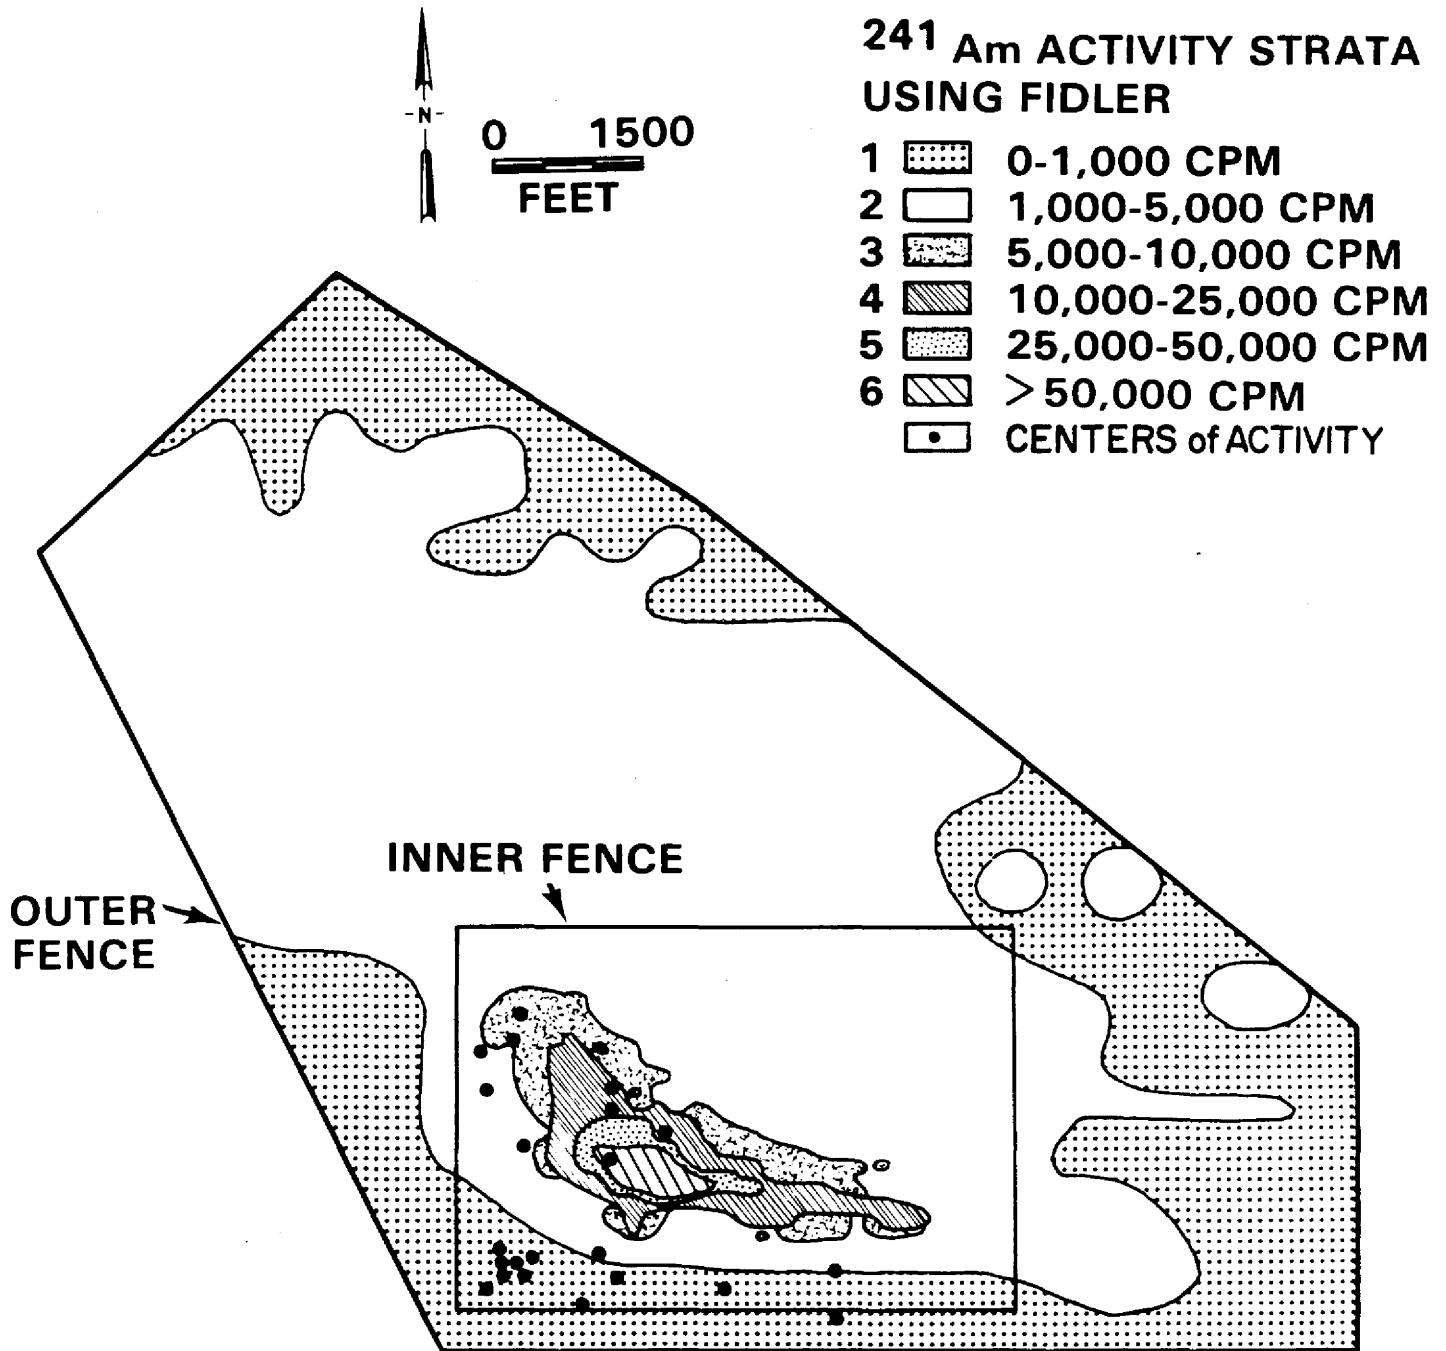 241 Am ACTIVITY STRATA
USING FIDLER
1 0-1,000 CPM
2 1,000-5,000 CPM
3 5,000-10,000 CPM
4 10,000-25,000 CPM
5 25,000-50,000 CPM
6 >50,000 CPM
CENTERS of ACTIVITY
-N-
0 1500
FEET
INNER FENCE
OUTER
FENCE